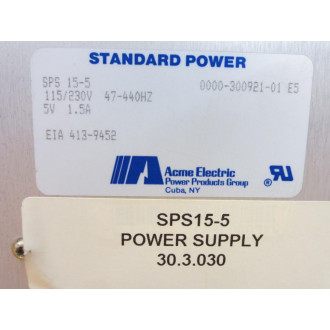 STANDARD POWER
SPS 15-5 0000-300921-01 E5
115/230V 47-440HZ
5V 1.5A
EIA 413-9452
Acme Electric
Power Products Group
Cuba, NY
SPS15-5
POWER SUPPLY
30.3.030